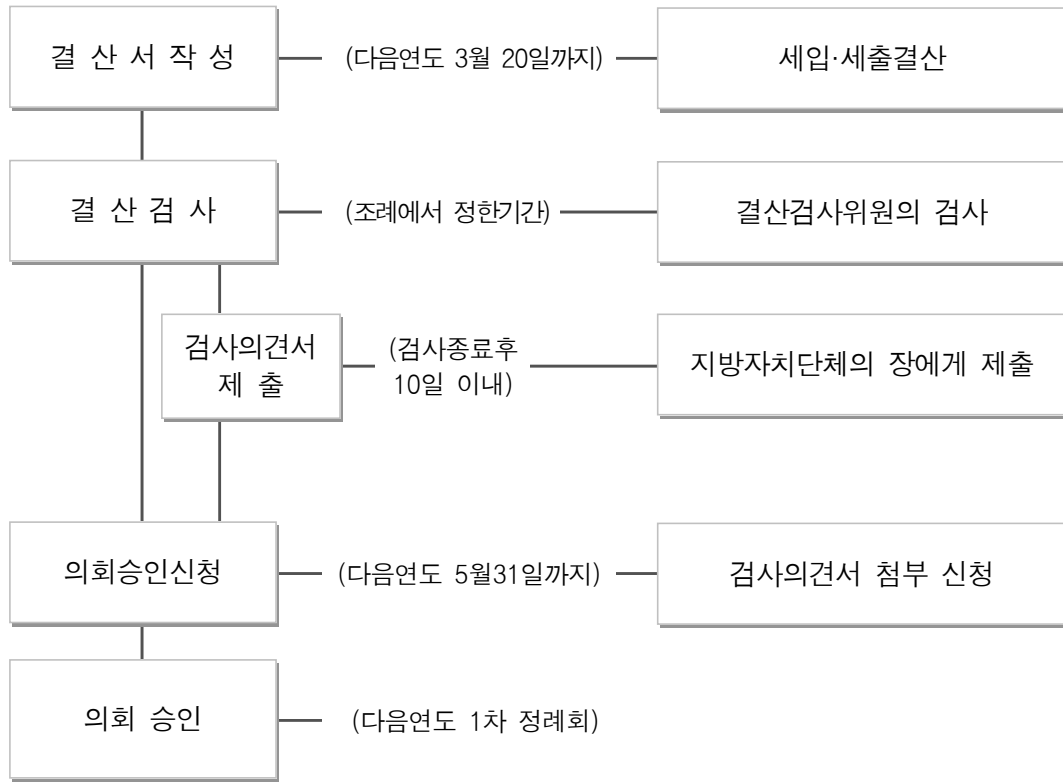 결 산 서 작 성
(다음연도 3월 20일까지)
세입·세출결산
결 산 검 사
(조례에서 정한기간)
결산검사위원의 검사
검사의견서
제 출
(검사종료후
10일 이내)
지방자치단체의 장에게 제출
의회승인신청
(다음연도 5월31일까지)
검사의견서 첨부 신청
의회 승인
(다음연도 1차 정례회)